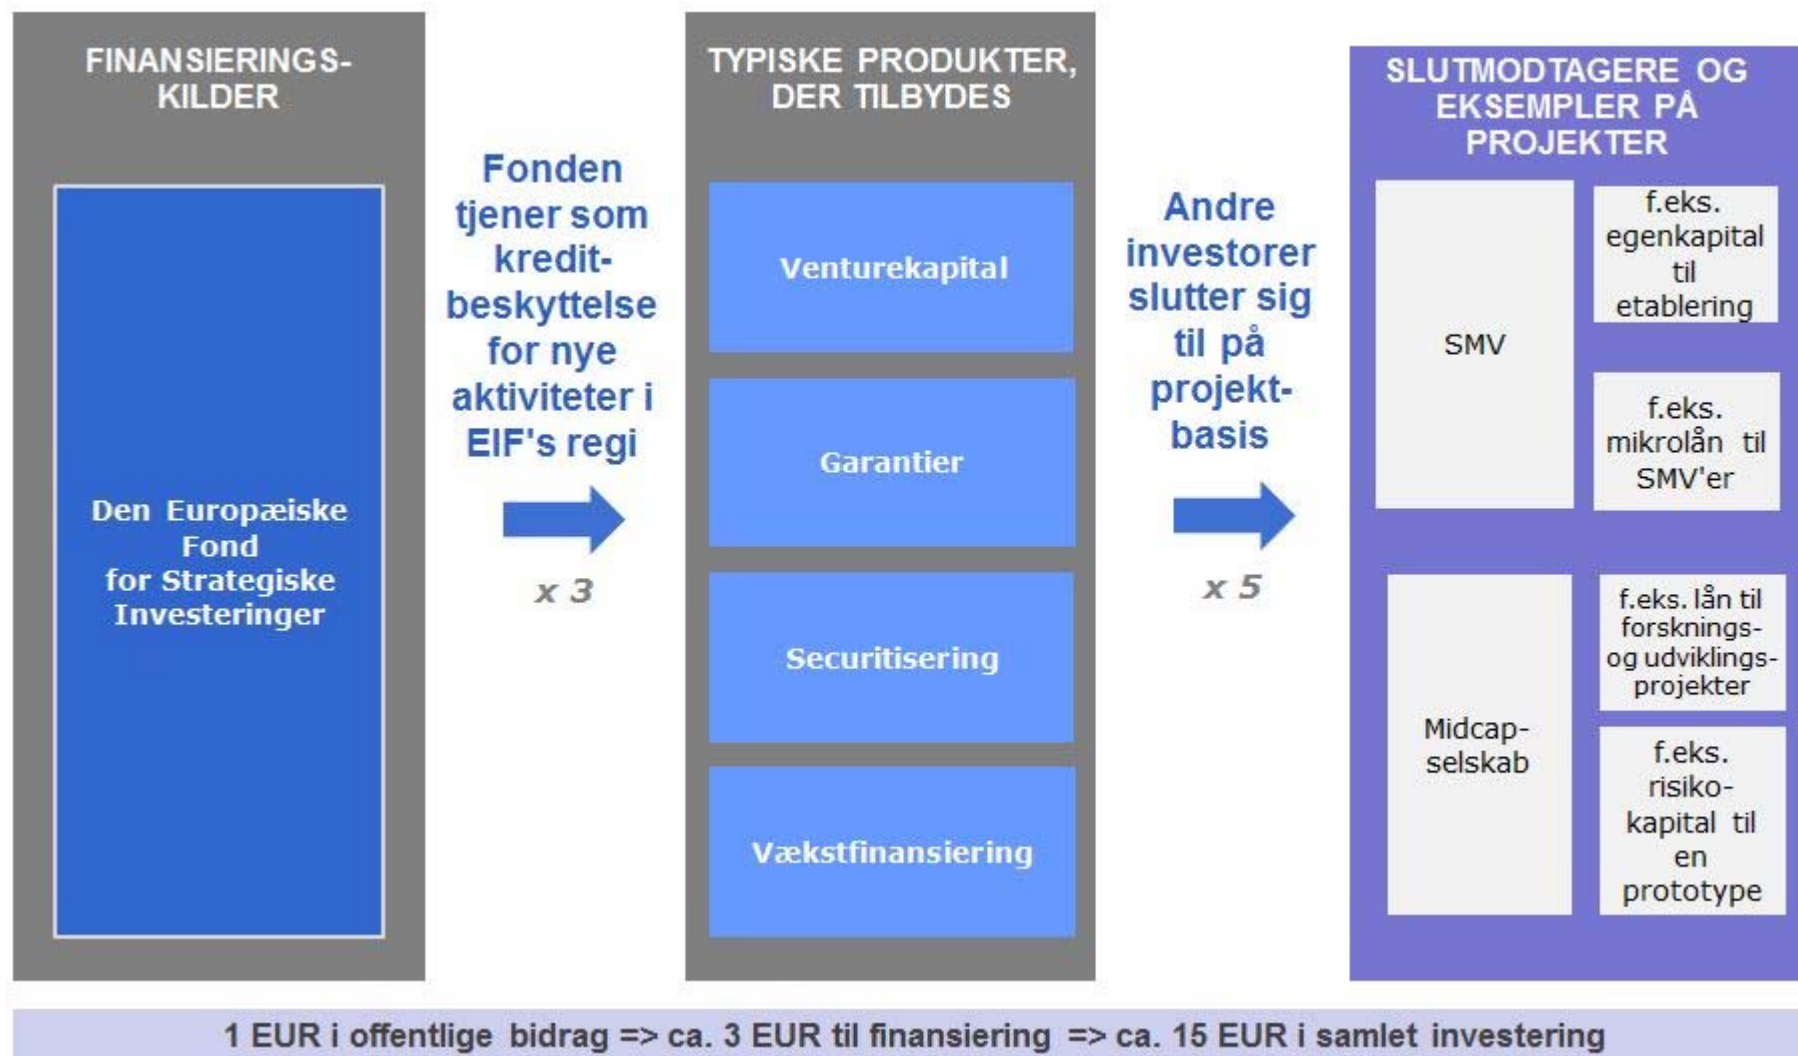 FINANSIERINGS-
KILDER
Den Europæiske
Fond
for Strategiske
Investeringer
Fonden
tjener som
kredit-
beskyttelse
for nye
aktiviteter i
EIF's regi
x 3
TYPISKE PRODUKTER,
DER TILBYDES
Venturekapital
Garantier
Securitisering
Vækstfinansiering
Andre
investorer
slutter sig
til på
projekt-
basis
x 5
SLUTMODTAGERE OG
EKSEMPLER PÅ
PROJEKTER
SMV
f.eks.
egenkapital
til
etablering
f.eks.
mikrolån til
SMV'er
Midcap-
selskab
f.eks. lån til
forsknings-
og udviklings-
projekter
f.eks.
risiko-
kapital til
en
prototype
1 EUR i offentlige bidrag => ca. 3 EUR til finansiering => ca. 15 EUR i samlet investering